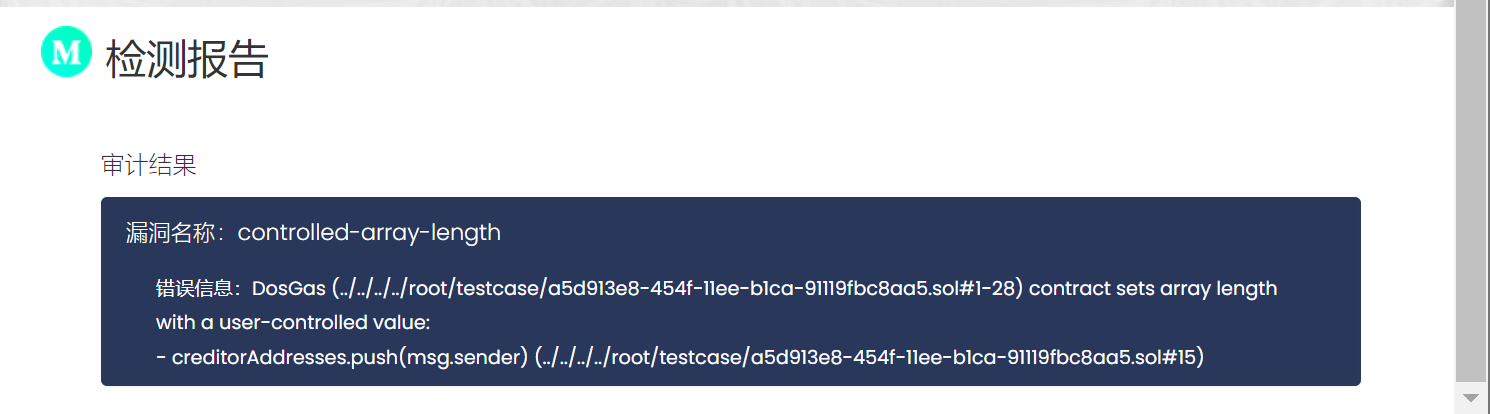 M 检测报告
审计结果
漏洞名称：controlled-array-length
错误信息：DosGas (../../../../root/testcase/a5d913e8-454f-11ee-b1ca-91119fbc8aa5.sol#1-28) contract sets array length
with a user-controlled value:
- creditorAddresses.push(msg.sender) (../../../../root/testcase/a5d913e8-454f-11ee-b1ca-91119fbc8aa5.sol#15)